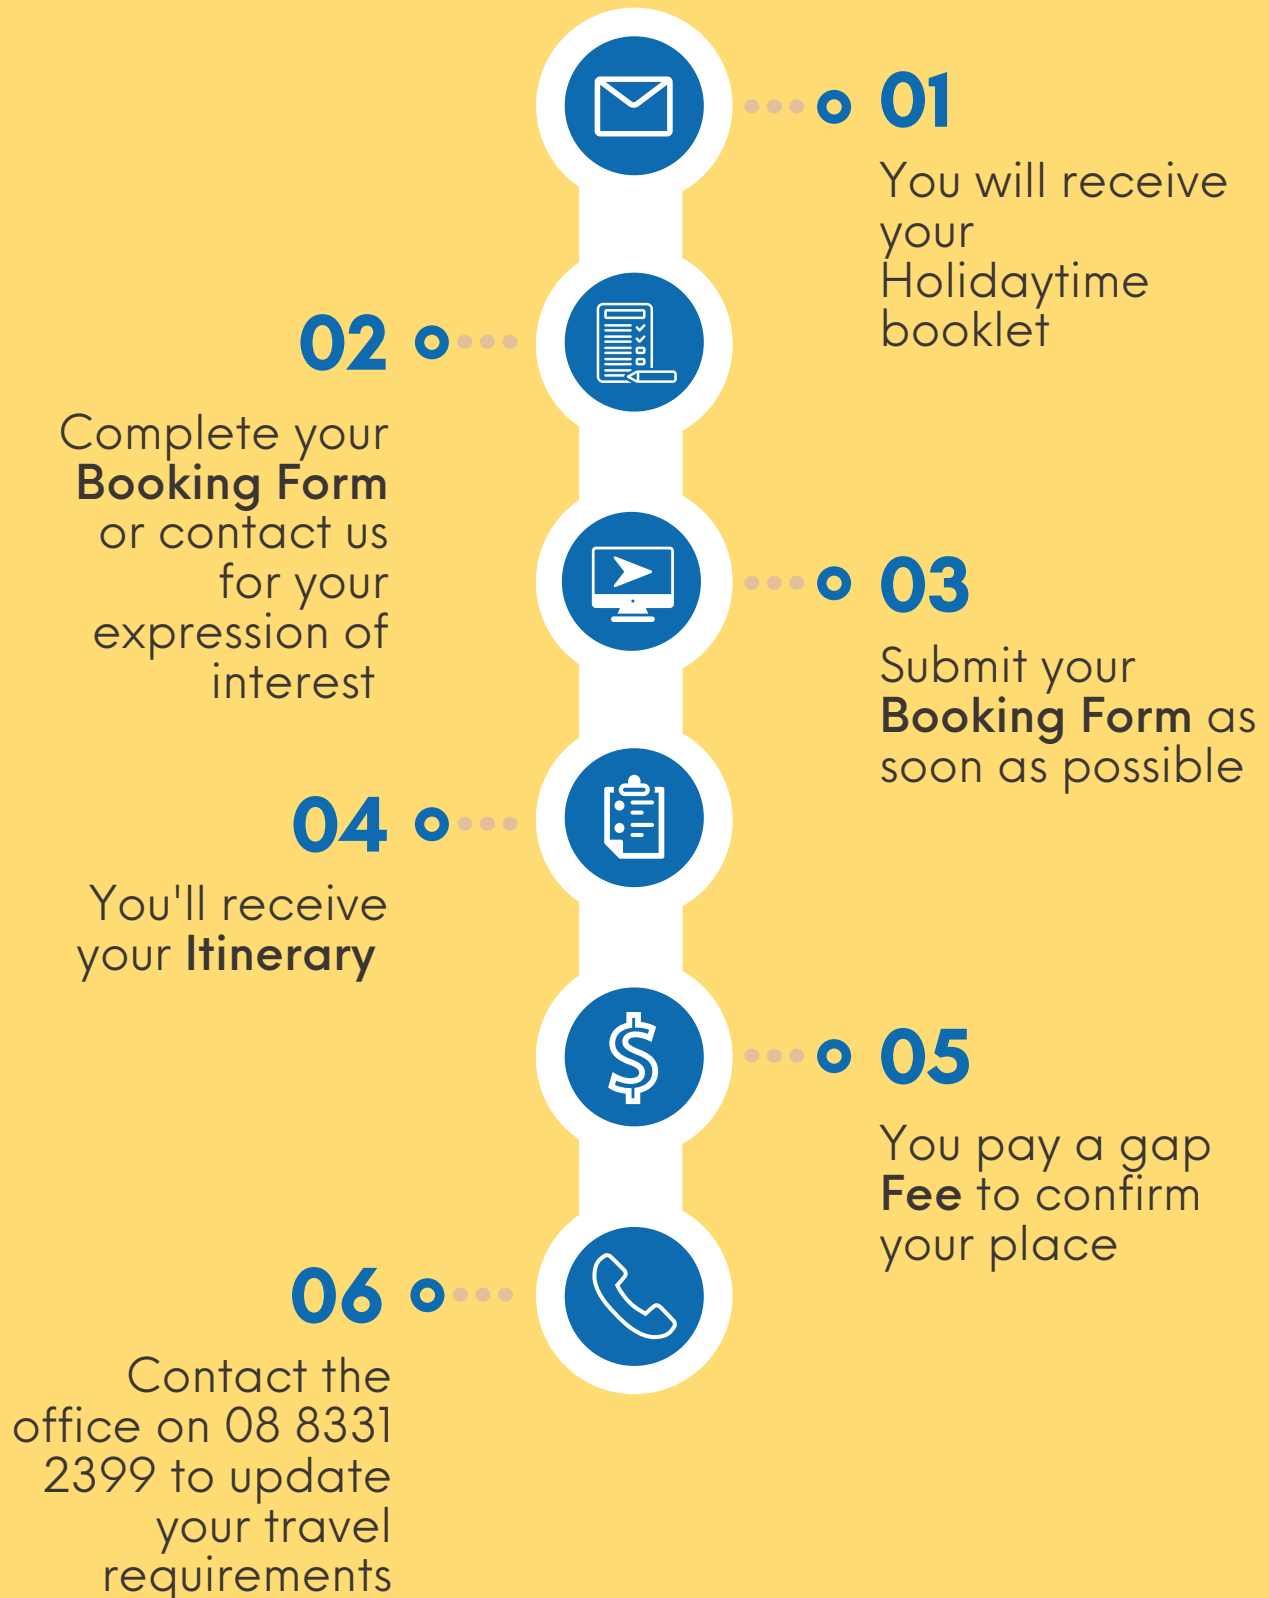 01
You will receive
your
Holidaytime
booklet
02
Complete your
Booking Form
or contact us
for your
expression of
interest
03
Submit your
Booking Form as
soon as possible
04
You'll receive
your Itinerary
05
You pay a gap
Fee to confirm
your place
06
Contact the
office on 08 8331
2399 to update
your travel
requirements